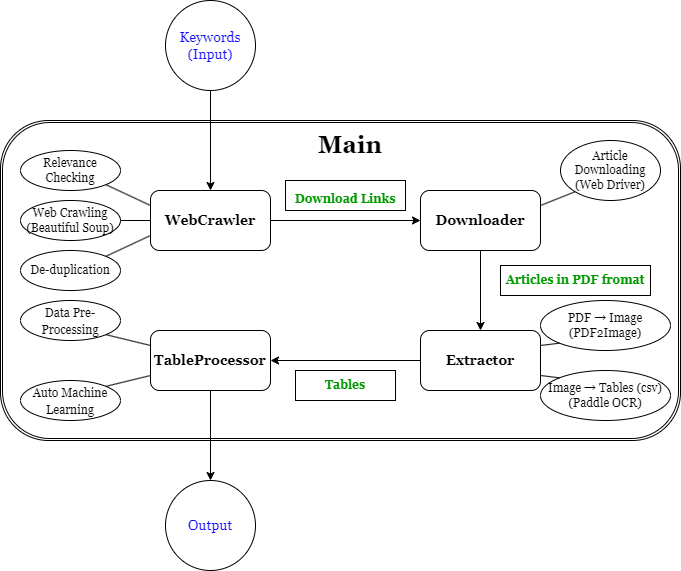 Keywords
(Input)
Main
Relevance
Checking
Web Crawling
(Beautiful Soup)
De-duplication
WebCrawler
Download Links
Downloader
Article
Downloading
(Web Driver)
Articles in PDF fromat
Data Pre-
Processing
Auto Machine
Learning
TableProcessor
Tables
Extractor
PDF → Image
(PDF2Image)
Image → Tables (csv)
(Paddle OCR)
Output